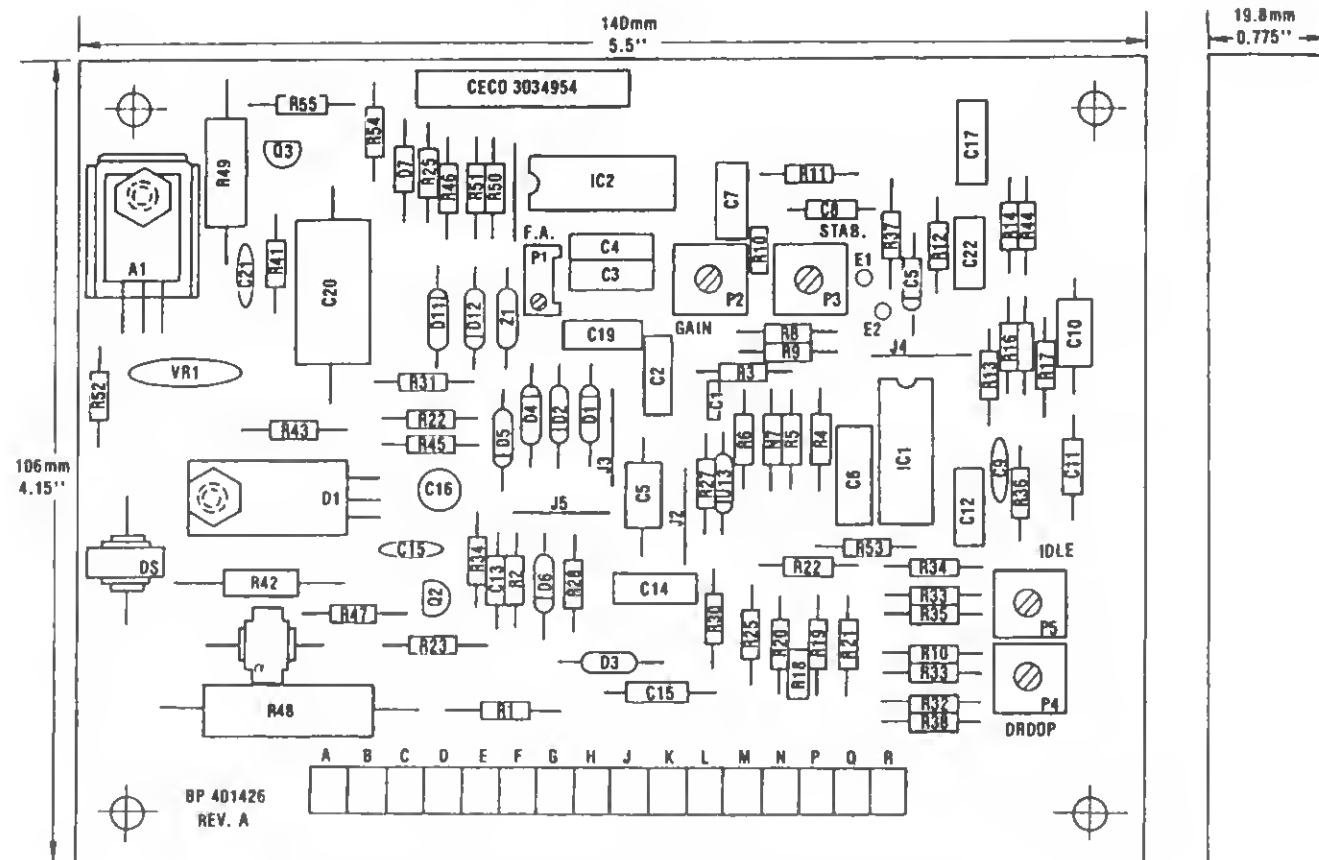 140mm
5.5''
19.8mm
0.775''
106mm
4.15''
CECO 3034954
R55
R54
Q3
R49
D7
R25
R46
R51
R50
IC2
C7
R11
C8
STAB.
C17
R37
R12
C22
R14
R44
A1
C21
R41
C20
F.A.
P1
C4
C3
R10
P2
GAIN
P3
E1
E2
C5
D11
D12
Z1
C19
C2
R8
R9
R3
J4
R13
R16
R17
C10
R52
VR1
R31
R22
R45
R43
D5
D4
D2
D1
J3
C1
R6
R5
R4
IC1
C6
C9
R36
C11
D1
C16
J5
C5
J2
R27
D13
C12
IDLE
DS
C15
R34
C13
R2
D6
R28
C14
R53
R22
R34
R33
R35
P5
R42
R47
Q2
R23
R30
R25
R20
R18
R19
R21
R10
R33
P4
R32
R38
DROOP
D3
C15
R48
R1
A B C D E F G H J K L M N P Q R
BP 401426
REV. A